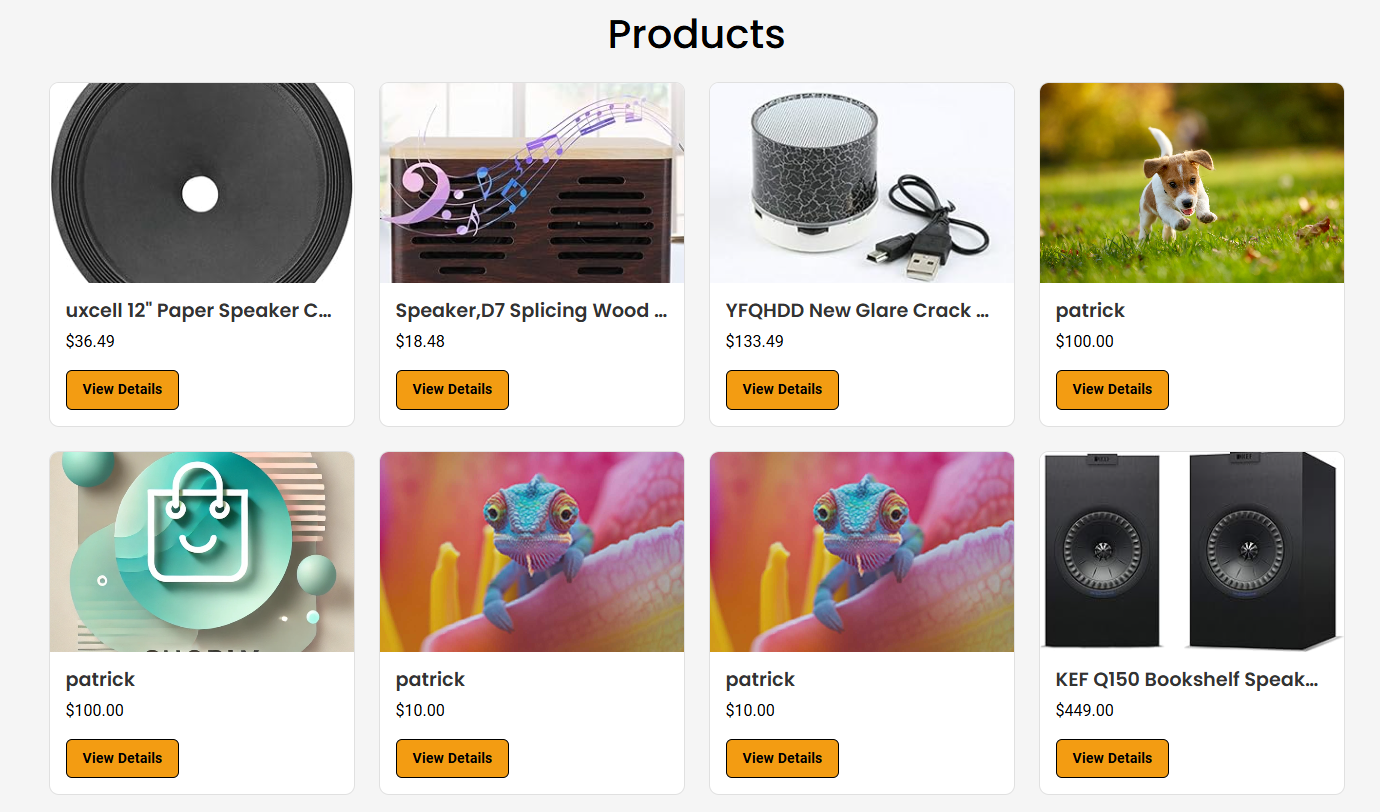 Products
uxcell 12" Paper Speaker C...
$36.49
View Details
Speaker,D7 Splicing Wood ...
$18.48
View Details
YFQHDD New Glare Crack ...
$133.49
View Details
patrick
$100.00
View Details
patrick
$100.00
View Details
patrick
$10.00
View Details
patrick
$10.00
View Details
KEF Q150 Bookshelf Speak...
$449.00
View Details